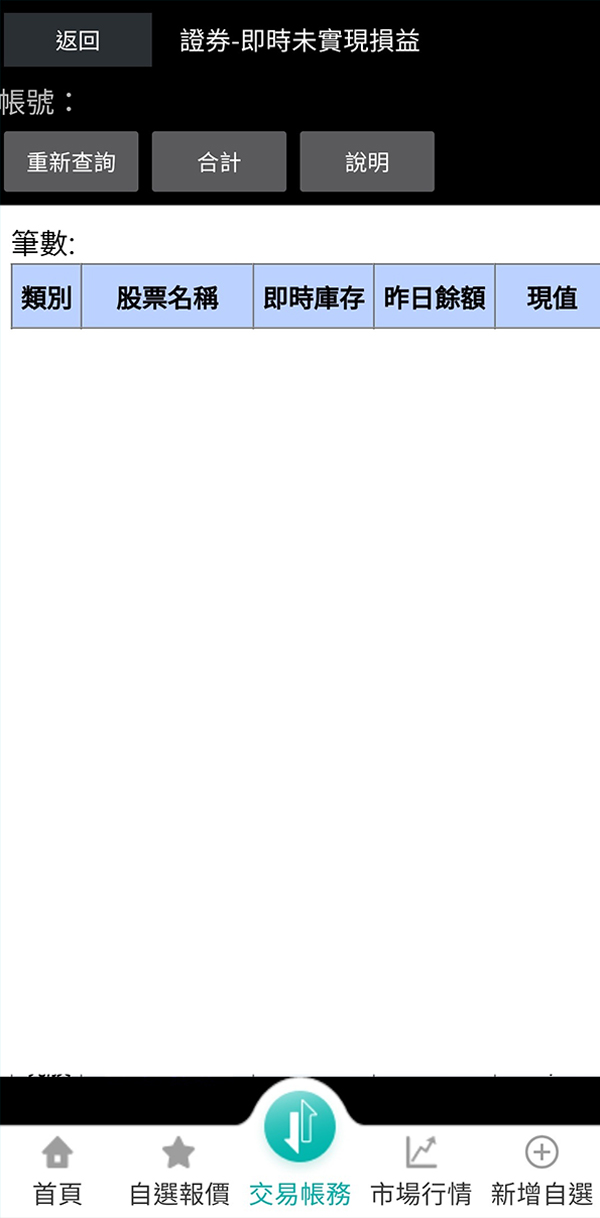 返回 證券-即時未實現損益
帳號：
重新查詢 合計 說明
筆數:
類別 股票名稱 即時庫存 昨日餘額 現值
首頁 自選報價 交易帳務 市場行情 新增自選